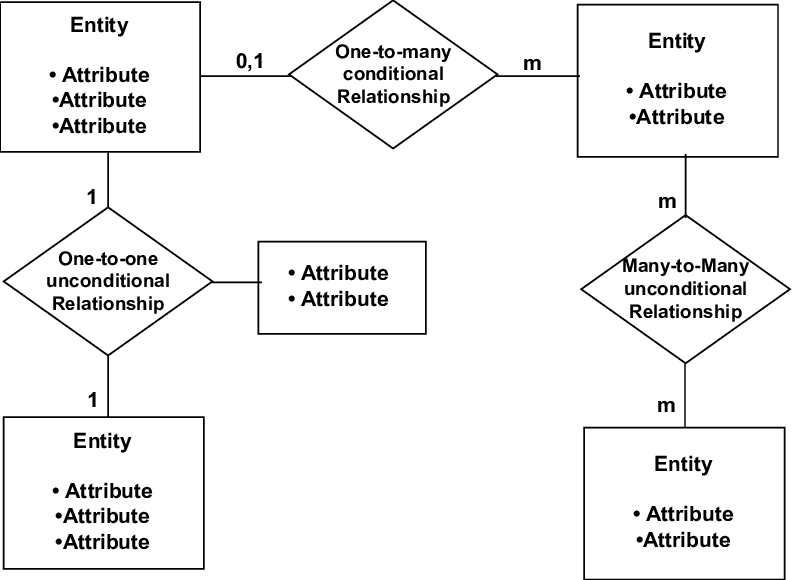 Entity
• Attribute
•Attribute
•Attribute
0,1
One-to-many
conditional
Relationship
m
Entity
• Attribute
•Attribute
1
One-to-one
unconditional
Relationship
• Attribute
• Attribute
m
Many-to-Many
unconditional
Relationship
1
Entity
• Attribute
•Attribute
•Attribute
m
Entity
• Attribute
•Attribute